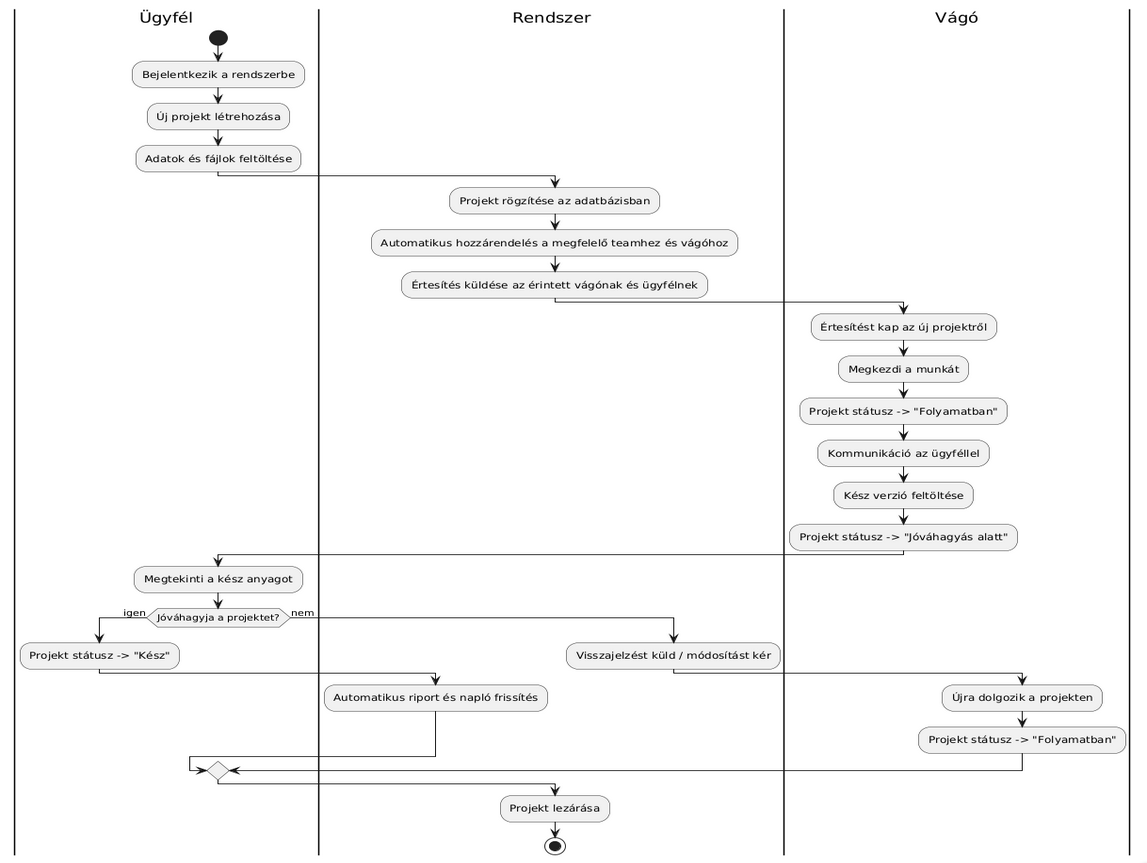 Ügyfél
Rendszer
Vágó
Bejelentkezik a rendszerbe
Új projekt létrehozása
Adatok és fájlok feltöltése
Projekt rögzítése az adatbázisban
Automatikus hozzárendelés a megfelelő teamhez és vágóhoz
Értesítés küldése az érintett vágónak és ügyfélnek
Értesítést kap az új projektről
Megkezdi a munkát
Projekt státusz -> "Folyamatban"
Kommunikáció az ügyféllel
Kész verzió feltöltése
Projekt státusz -> "Jóváhagyás alatt"
Megtekinti a kész anyagot
igen
Jóváhagyja a projektet?
nem
Projekt státusz -> "Kész"
Visszajelzést küld / módosítást kér
Automatikus riport és napló frissítés
Újra dolgozik a projekten
Projekt státusz -> "Folyamatban"
Projekt lezárása